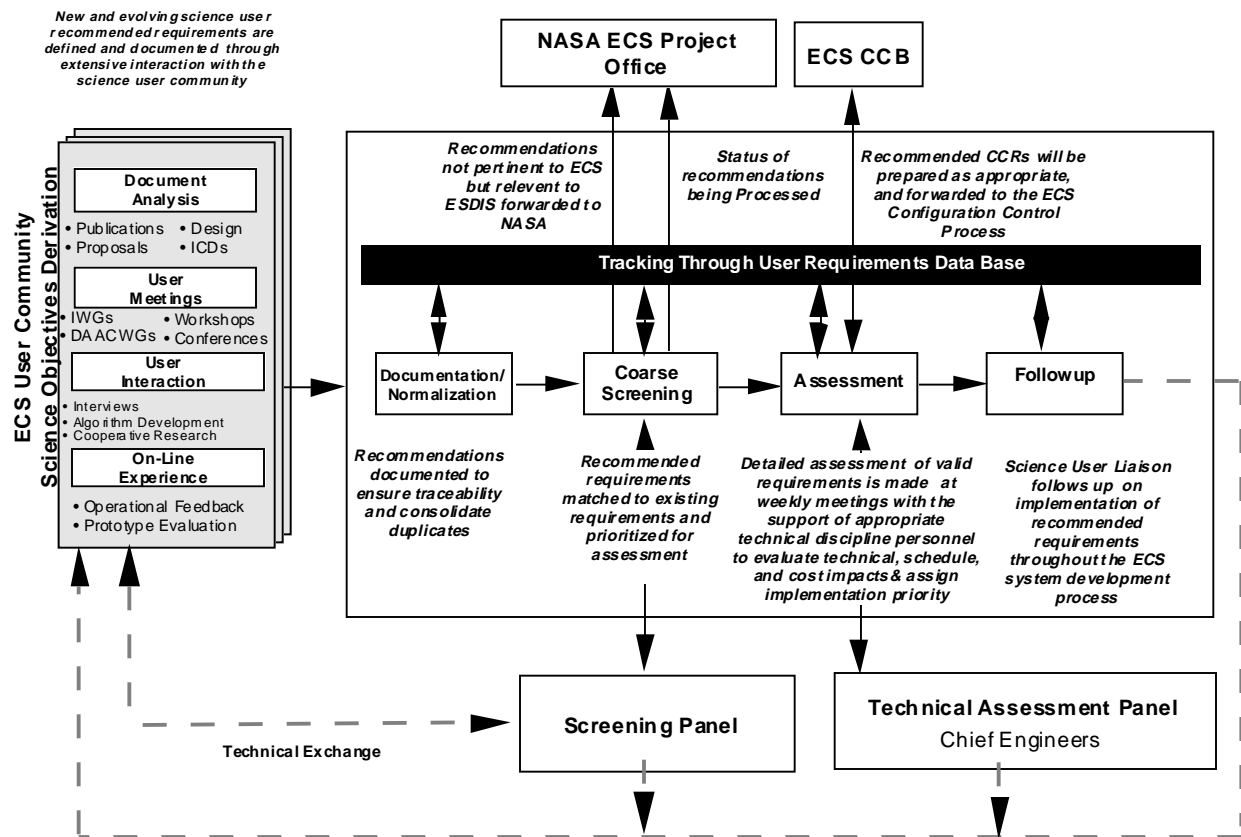 New and evolving science user
recommended requirements are
defined and documented through
extensive interaction with the
science user community
NASA ECS Project
Office
ECS CCB
ECS User Community
Science Objectives Derivation
Document
Analysis
• Publications
• Proposals
• Design
• ICDs
User
Meetings
• IWGs
• DAACWGs
• Workshops
• Conferences
User
Interaction
• Interviews
• Algorithm Development
• Cooperative Research
On-Line
Experience
• Operational Feedback
• Prototype Evaluation
Recommendations
not pertinent to ECS
but relevent to
ESDIS forwarded to
NASA
Status of
recommendations
being Processed
Recommended CCRs will be
prepared as appropriate,
and forwarded to the ECS
Configuration Control
Process
Tracking Through User Requirements Data Base
Documentation/
Normalization
Coarse
Screening
Assessment
Followup
Recommendations
documented to
ensure traceability
and consolidate
duplicates
Recommended
requirements
matched to existing
requirements and
prioritized for
assessment
Detailed assessment of valid
requirements is made at
weekly meetings with the
support of appropriate
technical discipline personnel
to evaluate technical, schedule,
and cost impacts & assign
implementation priority
Science User Liaison
follows up on
implementation of
recommended
requirements
throughout the ECS
system development
process
Technical Exchange
Screening Panel
Technical Assessment Panel
Chief Engineers